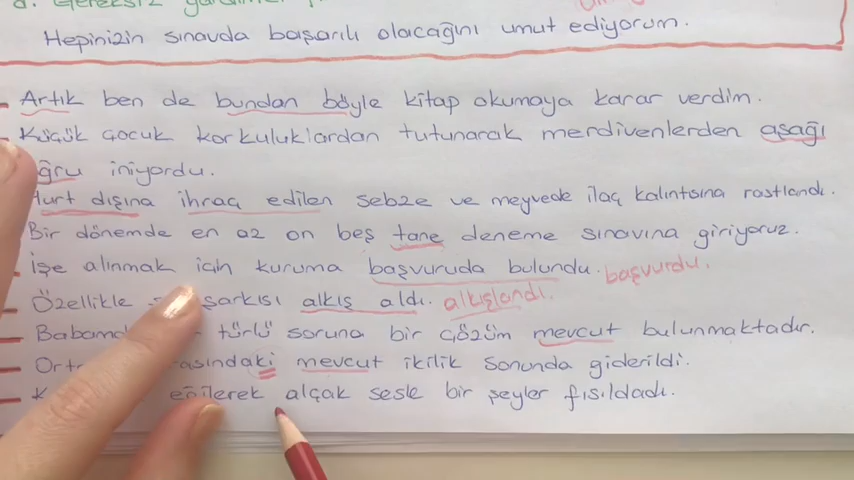 d. Gereksiz
Hepinizin sınavda başarılı olacağını umut ediyorum.
Artık ben de bundan böyle kitap okumaya karar verdim.
Küçük çocuk korkuluklardan tutunarak merdivenlerden aşağı
ğru iniyordu.
Yurt dışına ihraç edilen sebze ve meyvede ilaç kalıntısına rastlandı.
Bir dönemde en az on beş tane deneme sınavına giriyoruz.
İşe alınmak için kuruma başvuruda bulundu. başvurdu.
Özellikle şarkısı alkış aldı. alkışlandı.
türlü soruna bir çözüm mevcut bulunmaktadır.
asındaki mevcut ikilik sonunda giderildi.
eğilerek alçak sesle bir şeyler fısıldadı.